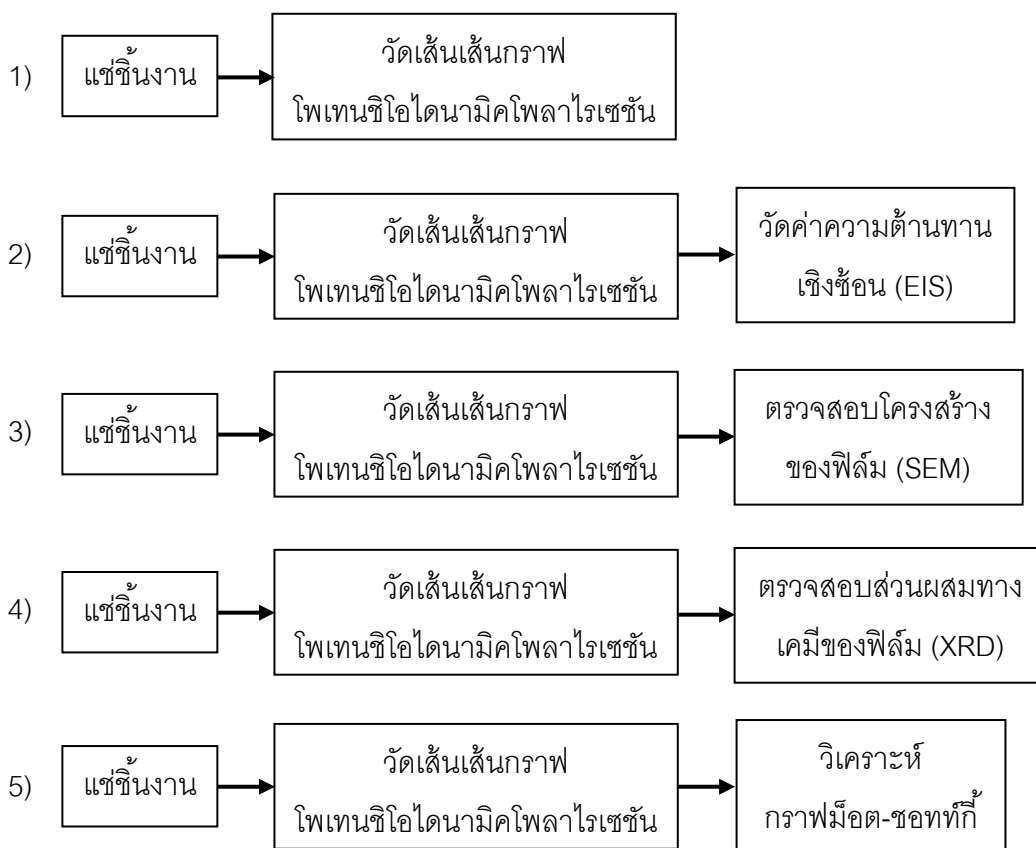 1)
แช่ชิ้นงาน
วัดเส้นเส้นกราฟ
โพเทนชิโอไดนามิคโพลาไรเซชัน
2)
แช่ชิ้นงาน
วัดเส้นเส้นกราฟ
โพเทนชิโอไดนามิคโพลาไรเซชัน
วัดค่าความต้านทาน
เชิงซ้อน (EIS)
3)
แช่ชิ้นงาน
วัดเส้นเส้นกราฟ
โพเทนชิโอไดนามิคโพลาไรเซชัน
ตรวจสอบโครงสร้าง
ของฟิล์ม (SEM)
4)
แช่ชิ้นงาน
วัดเส้นเส้นกราฟ
โพเทนชิโอไดนามิคโพลาไรเซชัน
ตรวจสอบส่วนผสมทาง
เคมีของฟิล์ม (XRD)
5)
แช่ชิ้นงาน
วัดเส้นเส้นกราฟ
โพเทนชิโอไดนามิคโพลาไรเซชัน
วิเคราะห์
กราฟม็อต-ชอทท์กี้